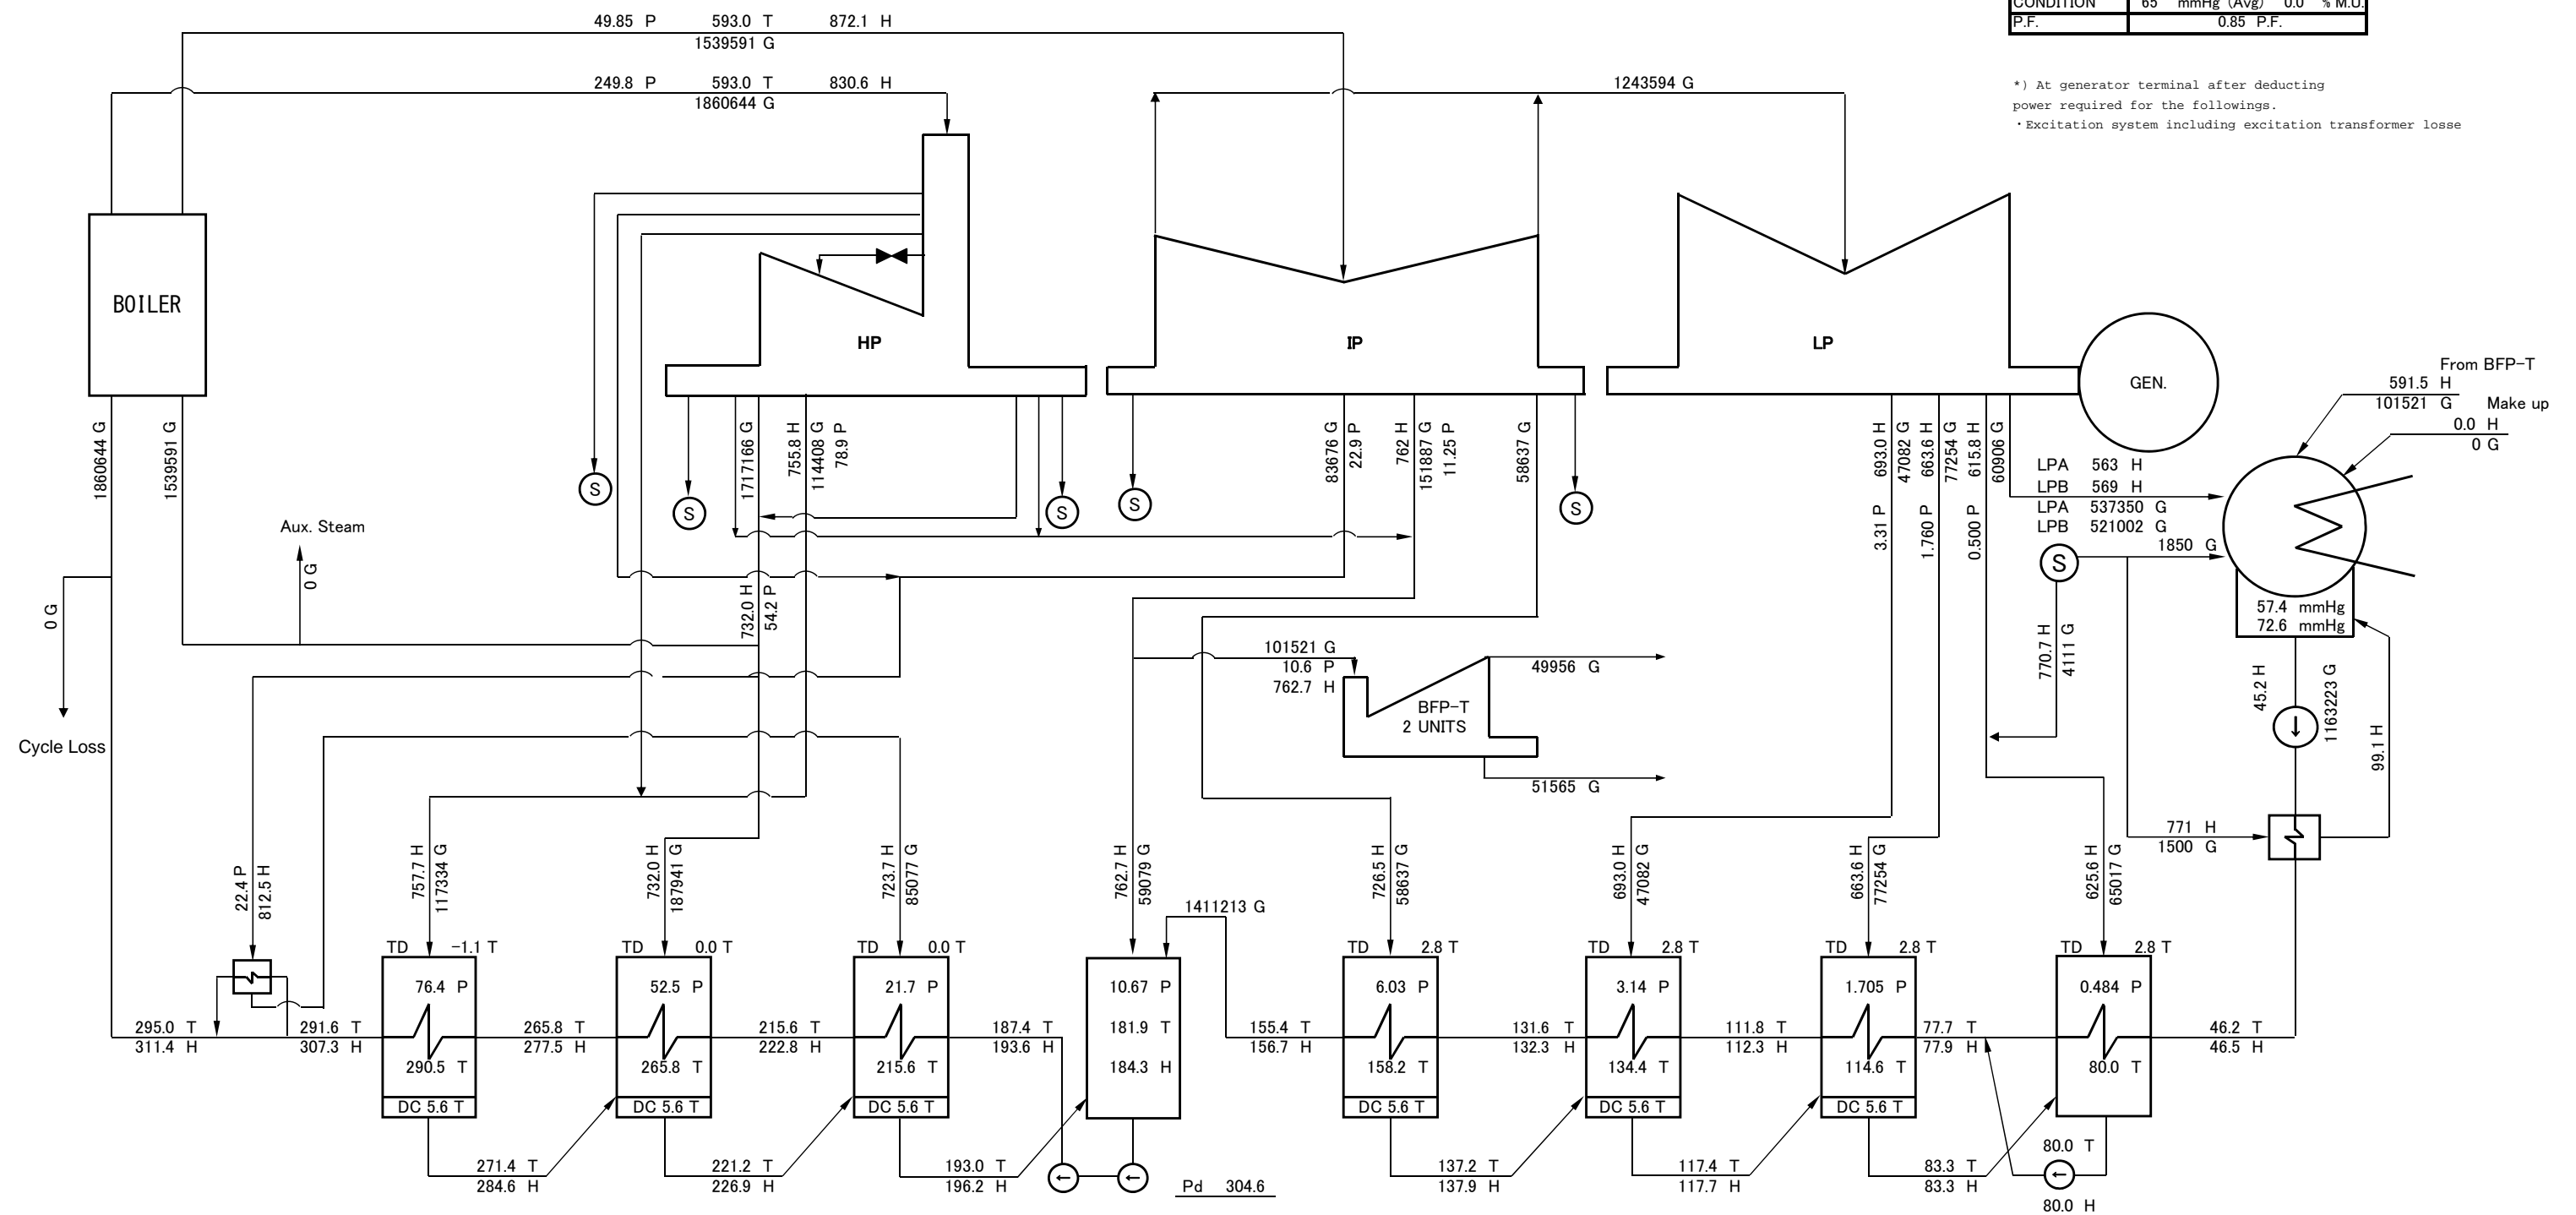 CONDITION 65 mmHg (Avg) 0.0 % M.U.
P.F. 0.85 P.F.
*) At generator terminal after deducting
power required for the followings.
・Excitation system including excitation transformer losse
49.85 P 593.0 T 872.1 H
1539591 G
249.8 P 593.0 T 830.6 H
1860644 G
1243594 G
BOILER
HP
IP
LP
GEN.
From BFP-T
591.5 H
101521 G
Make up
0.0 H
0 G
1860644 G
1539591 G
1717166 G
755.8 H
114408 G
78.9 P
83676 G
22.9 P
762 H
151887 G
11.25 P
58637 G
693.0 H
47082 G
3.31 P
663.6 H
77254 G
1.760 P
615.8 H
60906 G
0.500 P
LPA 563 H
LPB 569 H
LPA 537350 G
LPB 521002 G
1850 G
S
S
S
S
S
S
Aux. Steam
0 G
0 G
Cycle Loss
732.0 H
54.2 P
57.4 mmHg
72.6 mmHg
770.7 H
4111 G
45.2 H
1163223 G
99.1 H
101521 G
10.6 P
762.7 H
49956 G
BFP-T
2 UNITS
51565 G
771 H
1500 G
22.4 P
812.5 H
757.7 H
117334 G
732.0 H
187941 G
723.7 H
85077 G
762.7 H
59079 G
1411213 G
726.5 H
58637 G
693.0 H
47082 G
663.6 H
77254 G
625.6 H
65017 G
TD -1.1 T
TD 0.0 T
TD 0.0 T
TD 2.8 T
TD 2.8 T
TD 2.8 T
TD 2.8 T
76.4 P
52.5 P
21.7 P
10.67 P
6.03 P
3.14 P
1.705 P
0.484 P
295.0 T
311.4 H
291.6 T
307.3 H
265.8 T
277.5 H
215.6 T
222.8 H
187.4 T
193.6 H
181.9 T
184.3 H
155.4 T
156.7 H
131.6 T
132.3 H
111.8 T
112.3 H
77.7 T
77.9 H
46.2 T
46.5 H
290.5 T
265.8 T
215.6 T
158.2 T
134.4 T
114.6 T
80.0 T
DC 5.6 T
DC 5.6 T
DC 5.6 T
DC 5.6 T
DC 5.6 T
DC 5.6 T
271.4 T
284.6 H
221.2 T
226.9 H
193.0 T
196.2 H
Pd 304.6
137.2 T
137.9 H
117.4 T
117.7 H
83.3 T
83.3 H
80.0 T
80.0 H